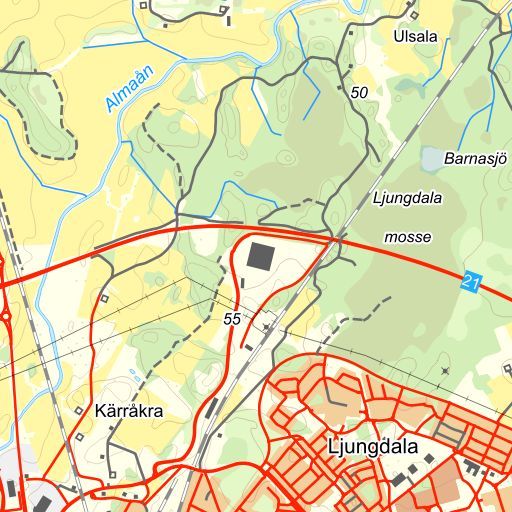 Ulsala
Almaån
50
Barnasjö
Ljungdala
mosse
21
55
Kärråkra
Ljungdala